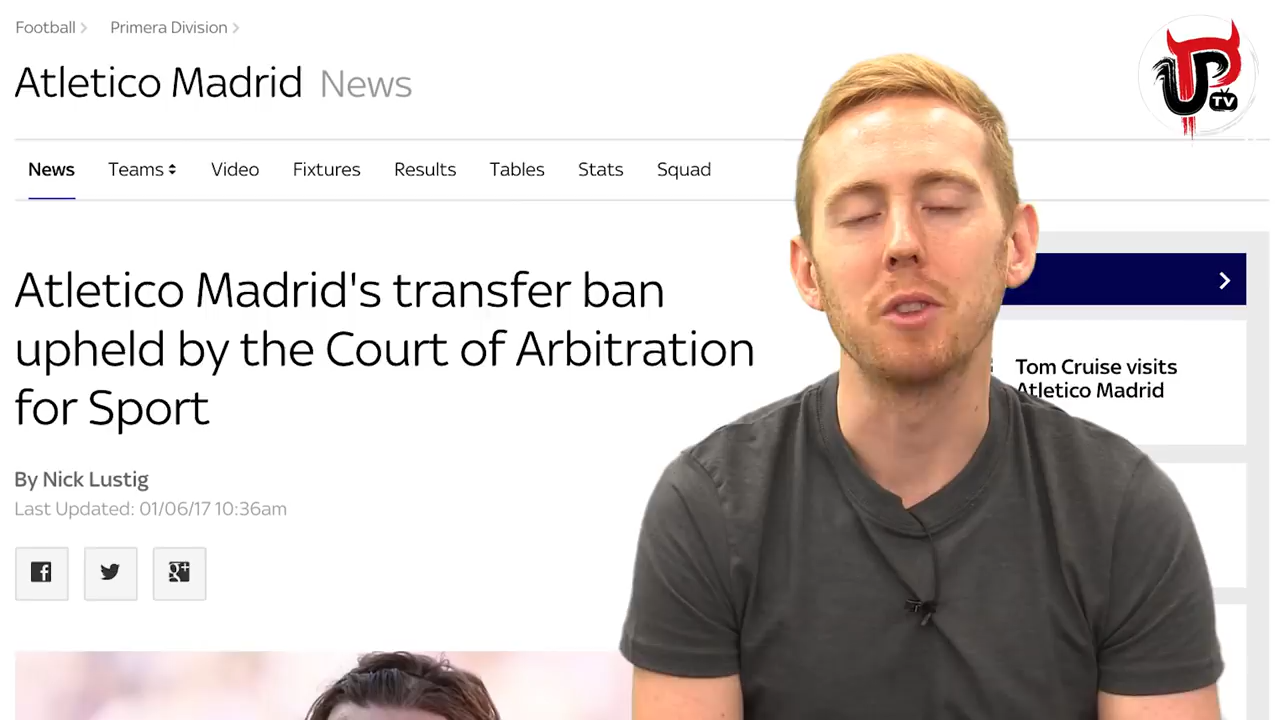 Football > Primera Division >
Atletico Madrid News
News Teams Video Fixtures Results Tables Stats Squad
Atletico Madrid's transfer ban
upheld by the Court of Arbitration
for Sport
By Nick Lustig
Last Updated: 01/06/17 10:36am
Tom Cruise visits
Atletico Madrid
UP
TV